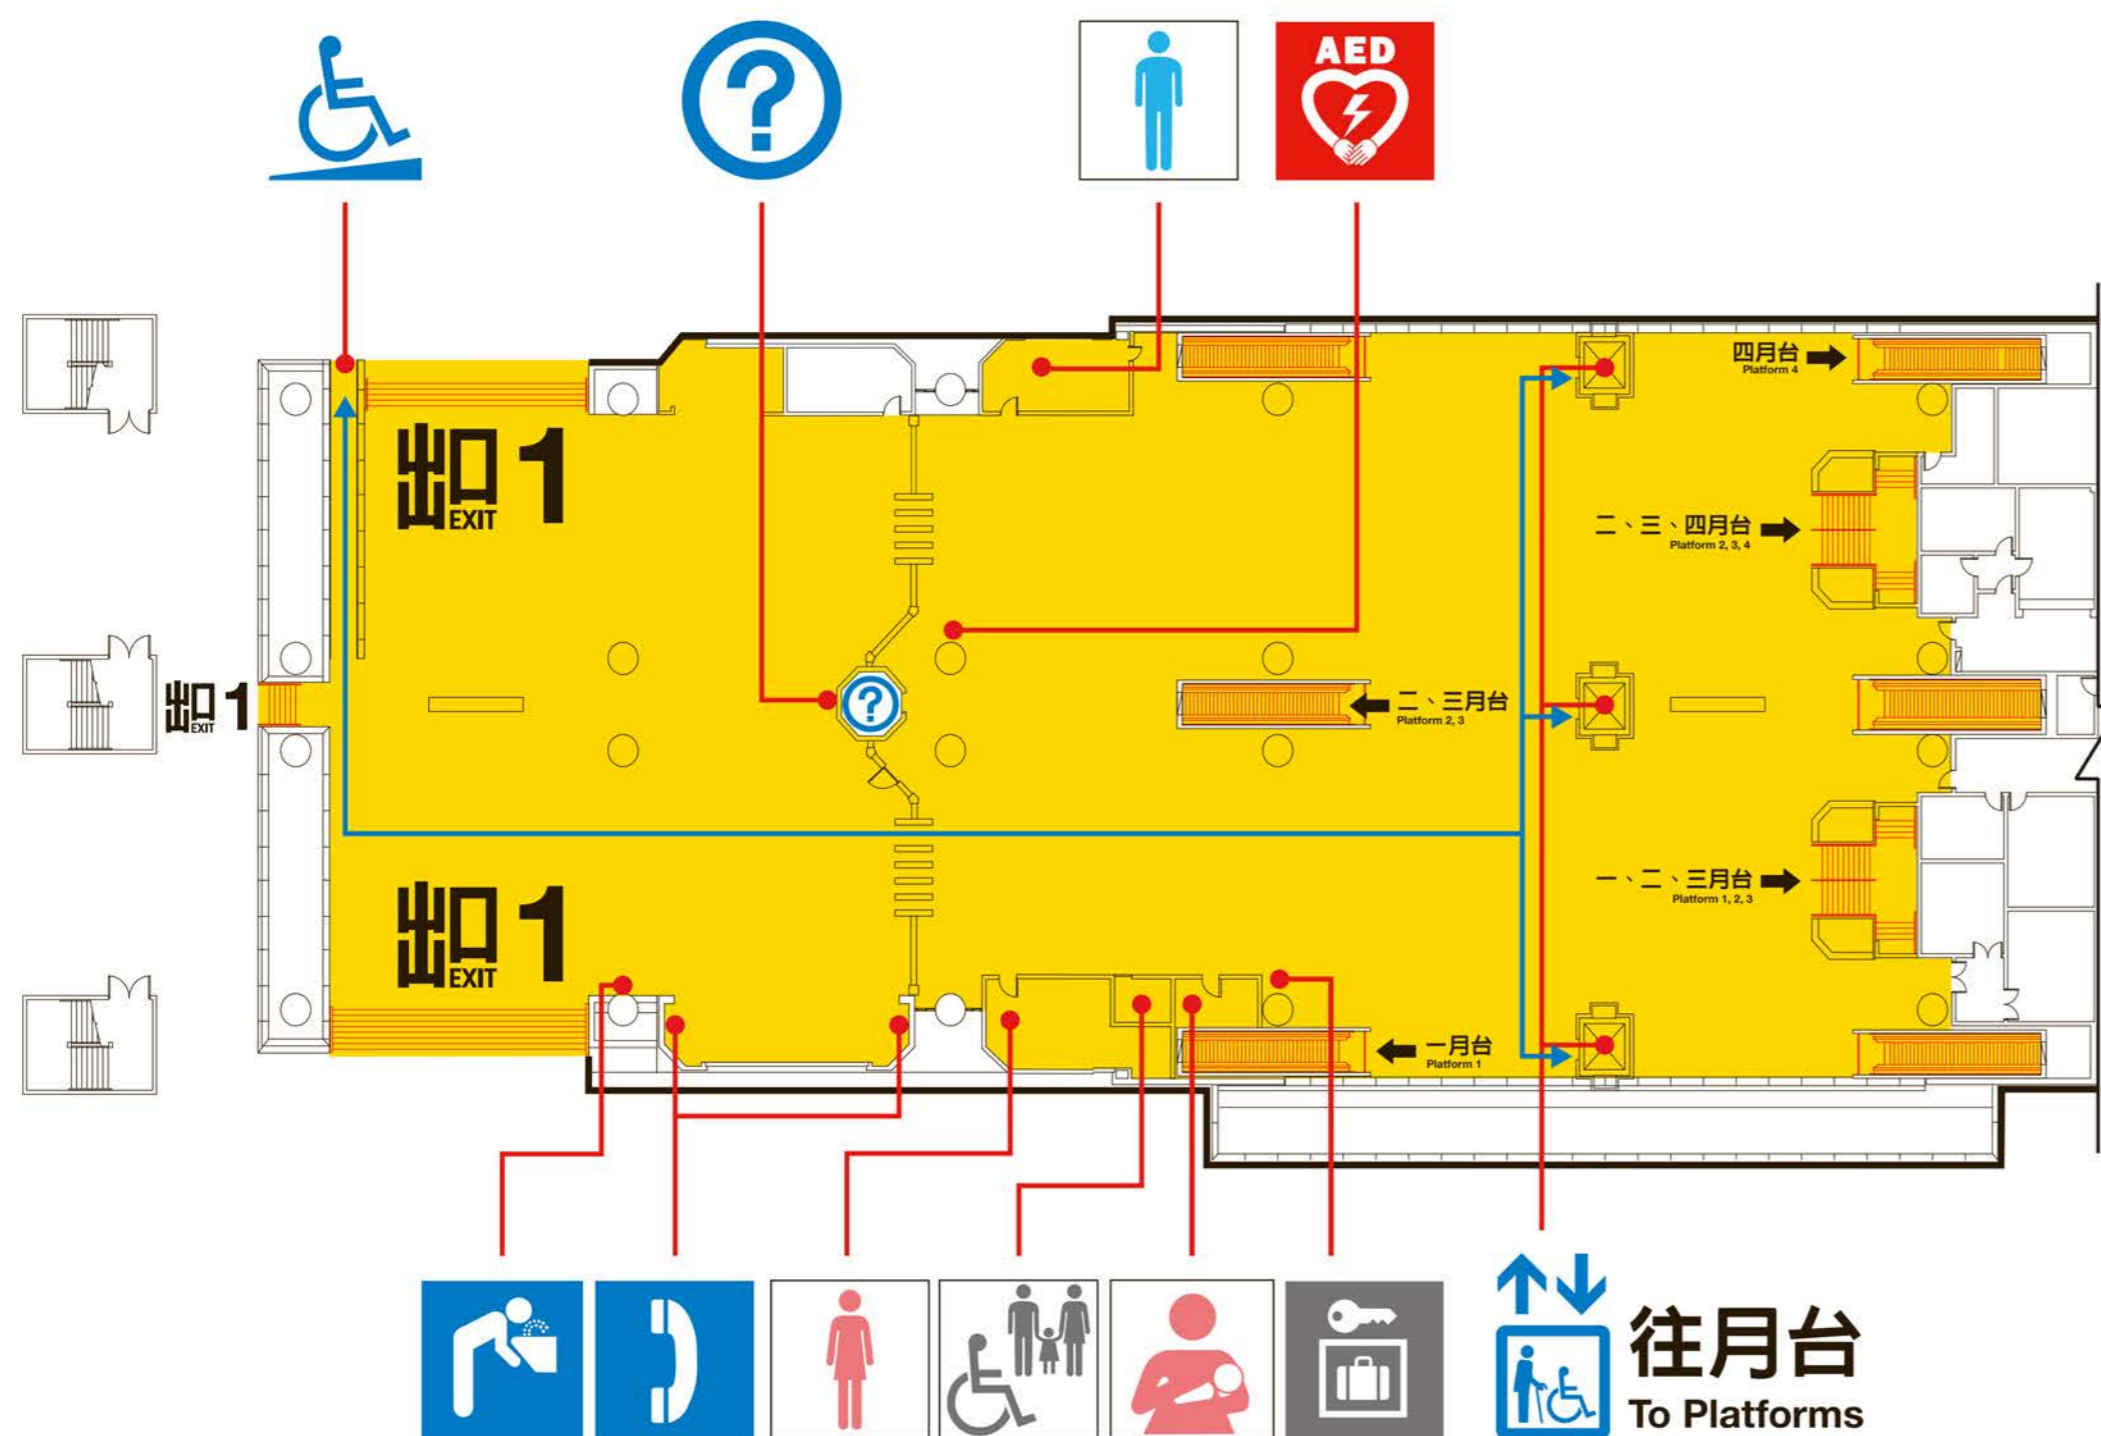 AED
四月台
Platform 4
出口 1
EXIT
二、三、四月台
Platform 2, 3, 4
出口 1
EXIT
二、三月台
Platform 2, 3
一、二、三月台
Platform 1, 2, 3
出口 1
EXIT
一月台
Platform 1
往月台
To Platforms